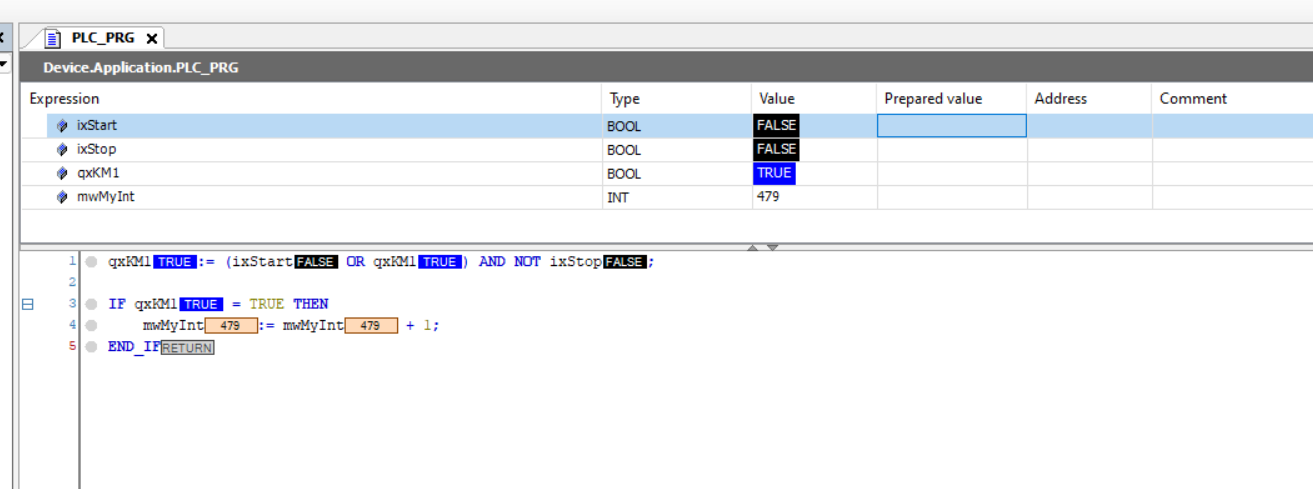 PLC_PRG
Device.Application.PLC_PRG
Expression Type Value Prepared value Address Comment
ixStart BOOL FALSE
ixStop BOOL FALSE
qxKM1 BOOL TRUE
mwMyInt INT 479
1 qxKM1 TRUE := (ixStart FALSE OR qxKM1 TRUE ) AND NOT ixStop FALSE ;
2
3 IF qxKM1 TRUE = TRUE THEN
4 mwMyInt 479 := mwMyInt 479 + 1;
5 END_IF RETURN